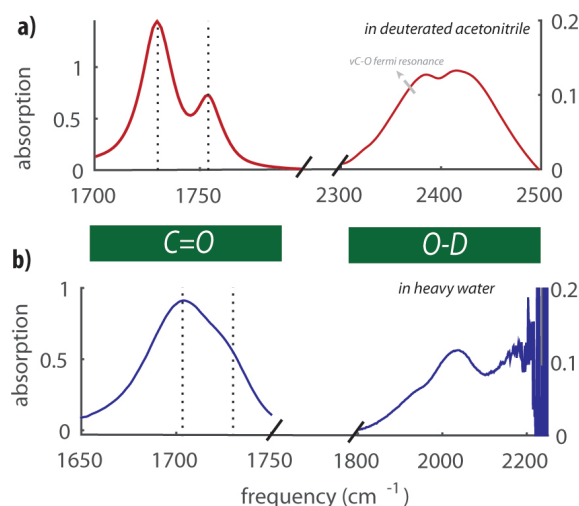 a)
in deuterated acetonitrile
0.2
νC-O fermi resonance
1
0.5
0
absorption
0.1
0
1700
1750
2300
2400
2500
C=O
O-D
b)
in heavy water
1
0.5
0
absorption
0.2
0.1
0
1650
1700
1750
1800
2000
2200
frequency (cm -1)